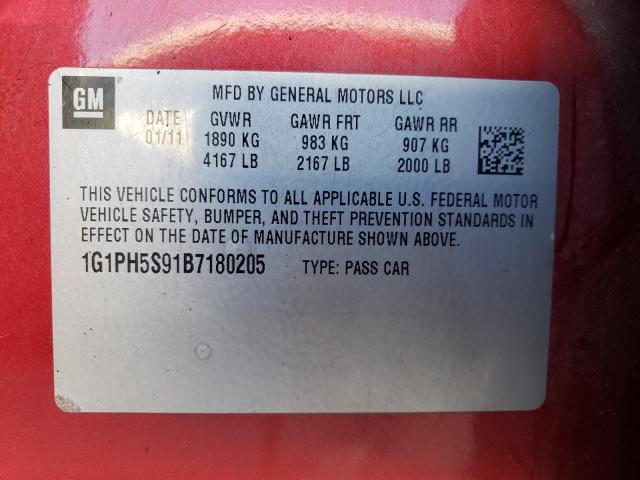 GM
MFD BY GENERAL MOTORS LLC
DATE GVWR GAWR FRT GAWR RR
01/11 1890 KG 983 KG 907 KG
4167 LB 2167 LB 2000 LB
THIS VEHICLE CONFORMS TO ALL APPLICABLE U.S. FEDERAL MOTOR
VEHICLE SAFETY, BUMPER, AND THEFT PREVENTION STANDARDS IN
EFFECT ON THE DATE OF MANUFACTURE SHOWN ABOVE.
1G1PH5S91B7180205 TYPE: PASS CAR